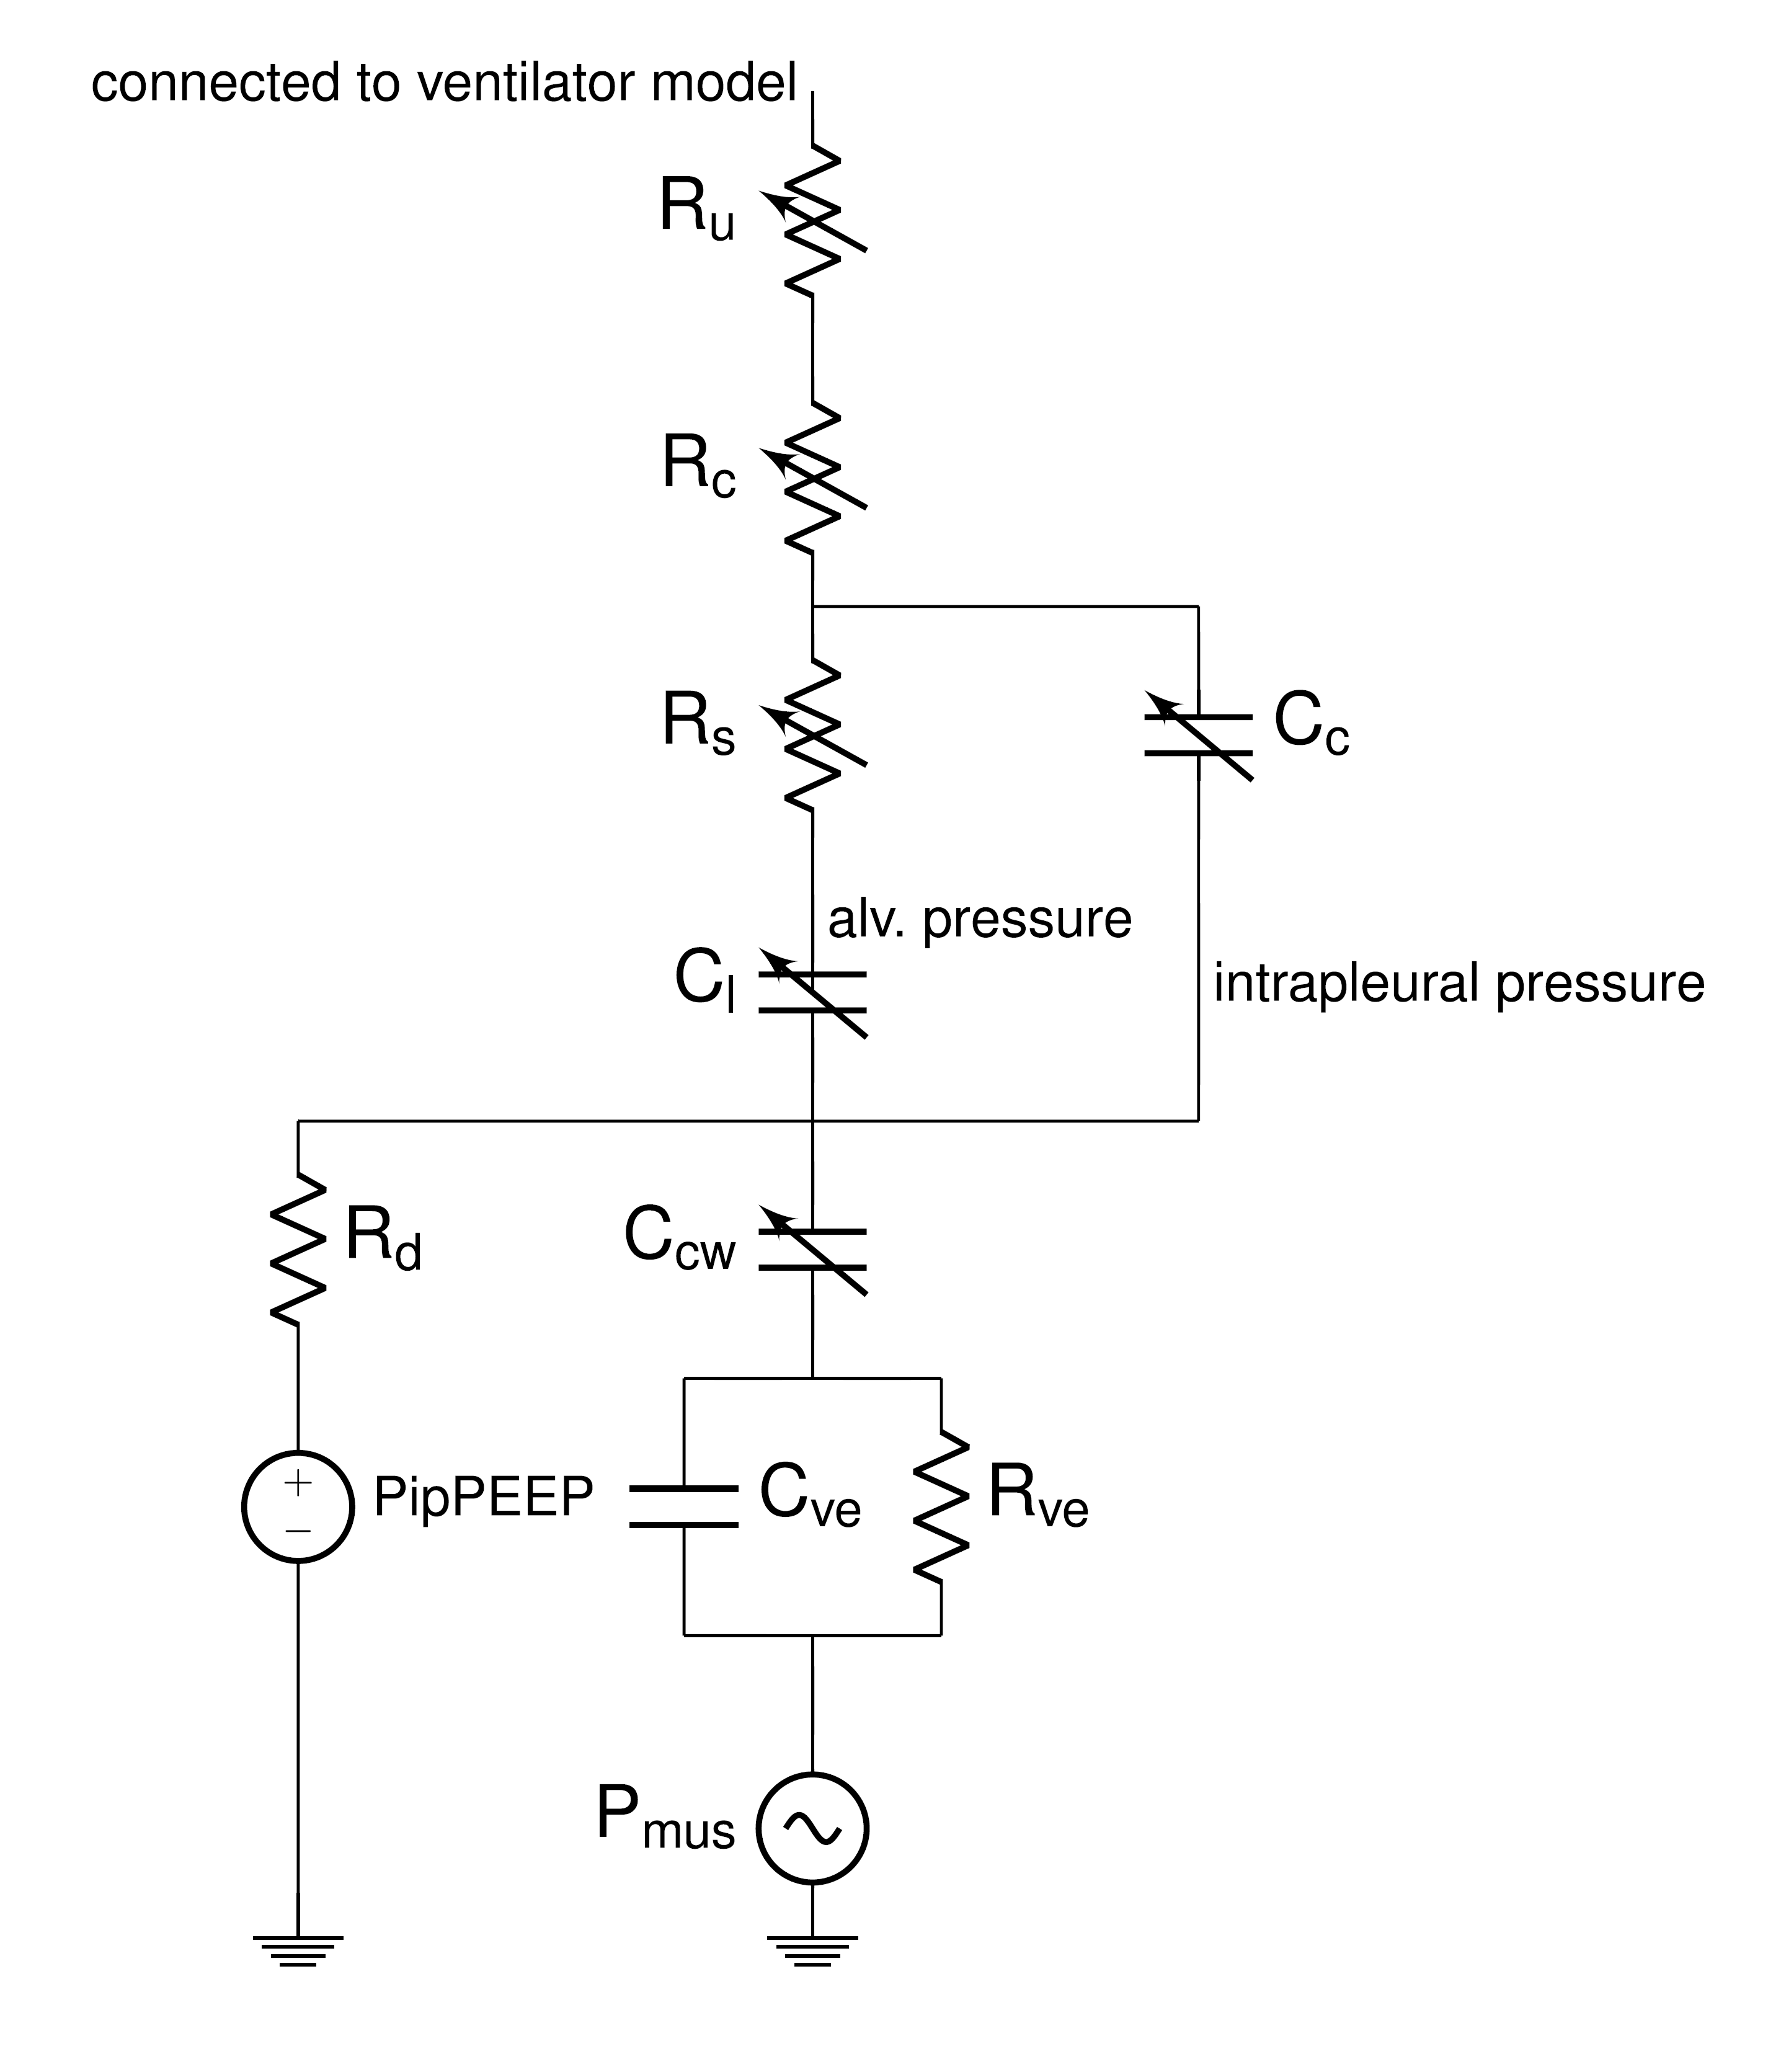 connected to ventilator model
Ru
Rc
Rs
Cc
alv. pressure
Cl
intrapleural pressure
Rd
Ccw
+
−
PipPEEP
Cve
Rve
Pmus